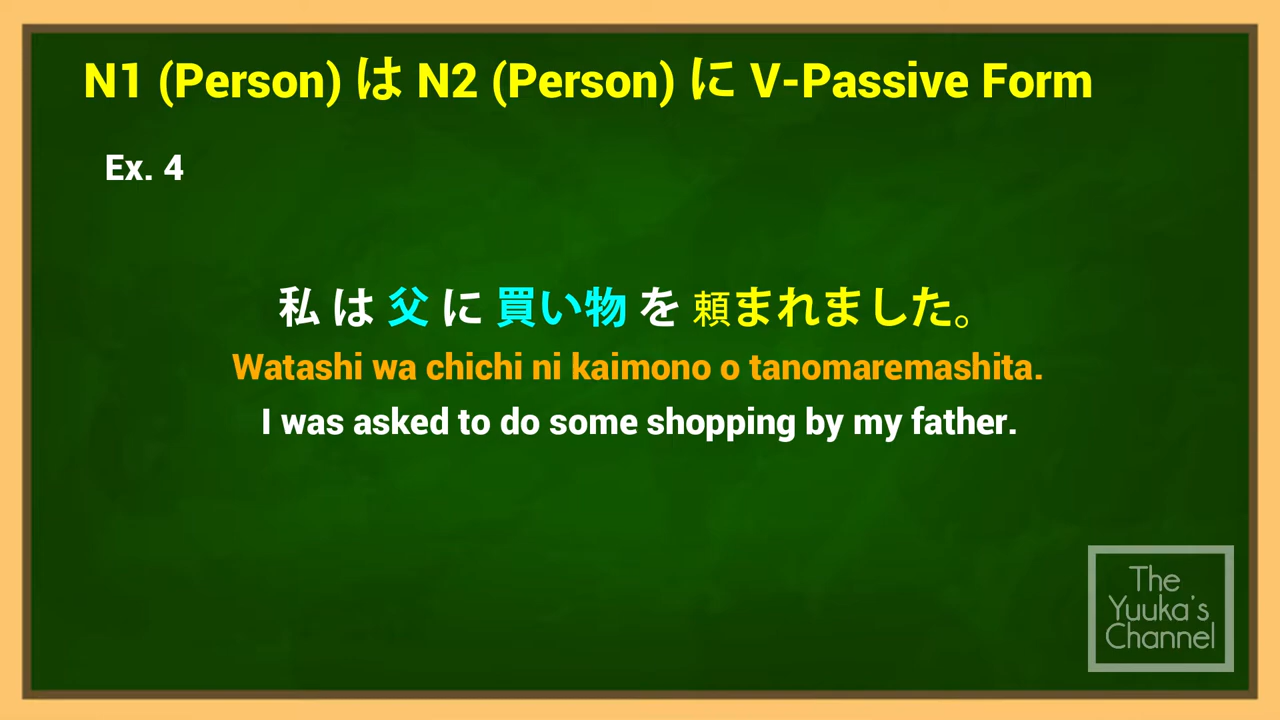 N1 (Person) は N2 (Person) に V-Passive Form
Ex. 4
私 は 父 に 買い物 を 頼まれました。
Watashi wa chichi ni kaimono o tanomaremashita.
I was asked to do some shopping by my father.
The
Yuuka's
Channel